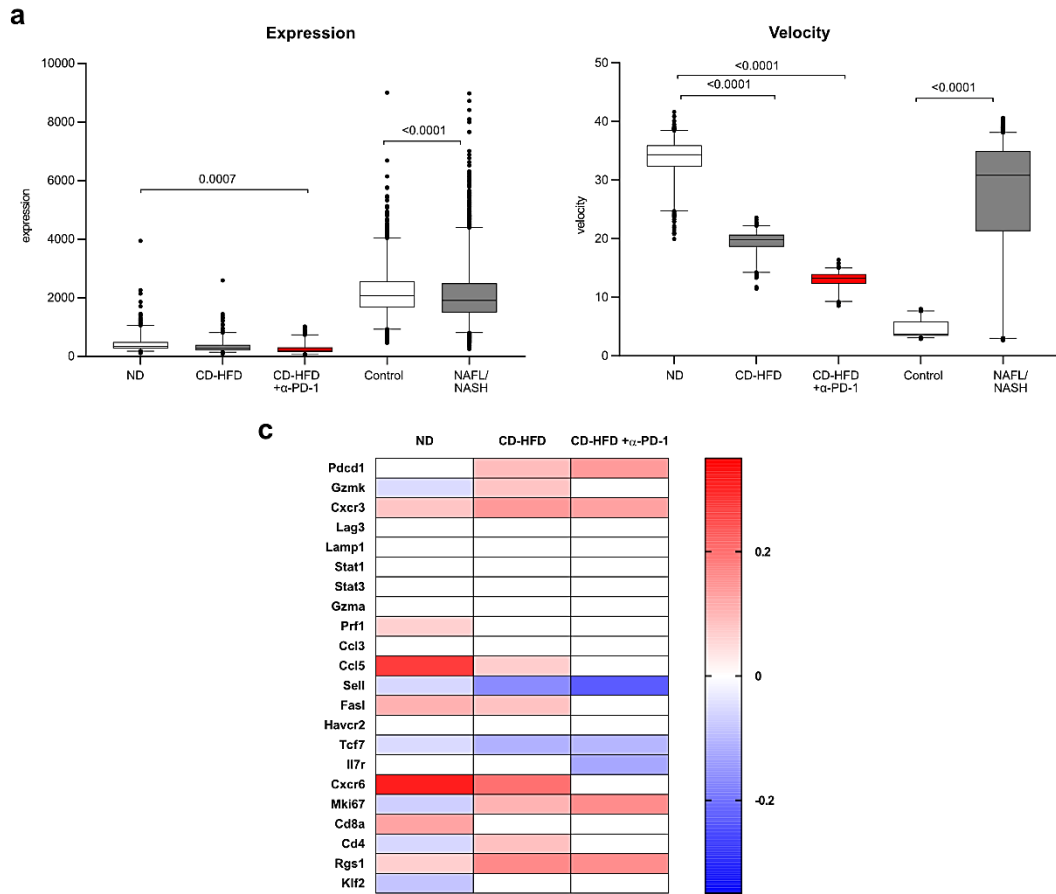 a
Expression
expression
10000
8000
6000
4000
2000
0
0.0007
<0.0001
ND
CD-HFD
CD-HFD
+α-PD-1
Control
NAFL/
NASH
Velocity
velocity
50
40
30
20
10
0
<0.0001
<0.0001
<0.0001
ND
CD-HFD
CD-HFD
+α-PD-1
Control
NAFL/
NASH
c
ND CD-HFD CD-HFD +α-PD-1
Pdcd1
Gzmk
Cxcr3
Lag3
Lamp1
Stat1
Stat3
Gzma
Prf1
Ccl3
Ccl5
Sell
Fasl
Havcr2
Tcf7
Il7r
Cxcr6
Mki67
Cd8a
Cd4
Rgs1
Klf2
0.2
0
-0.2